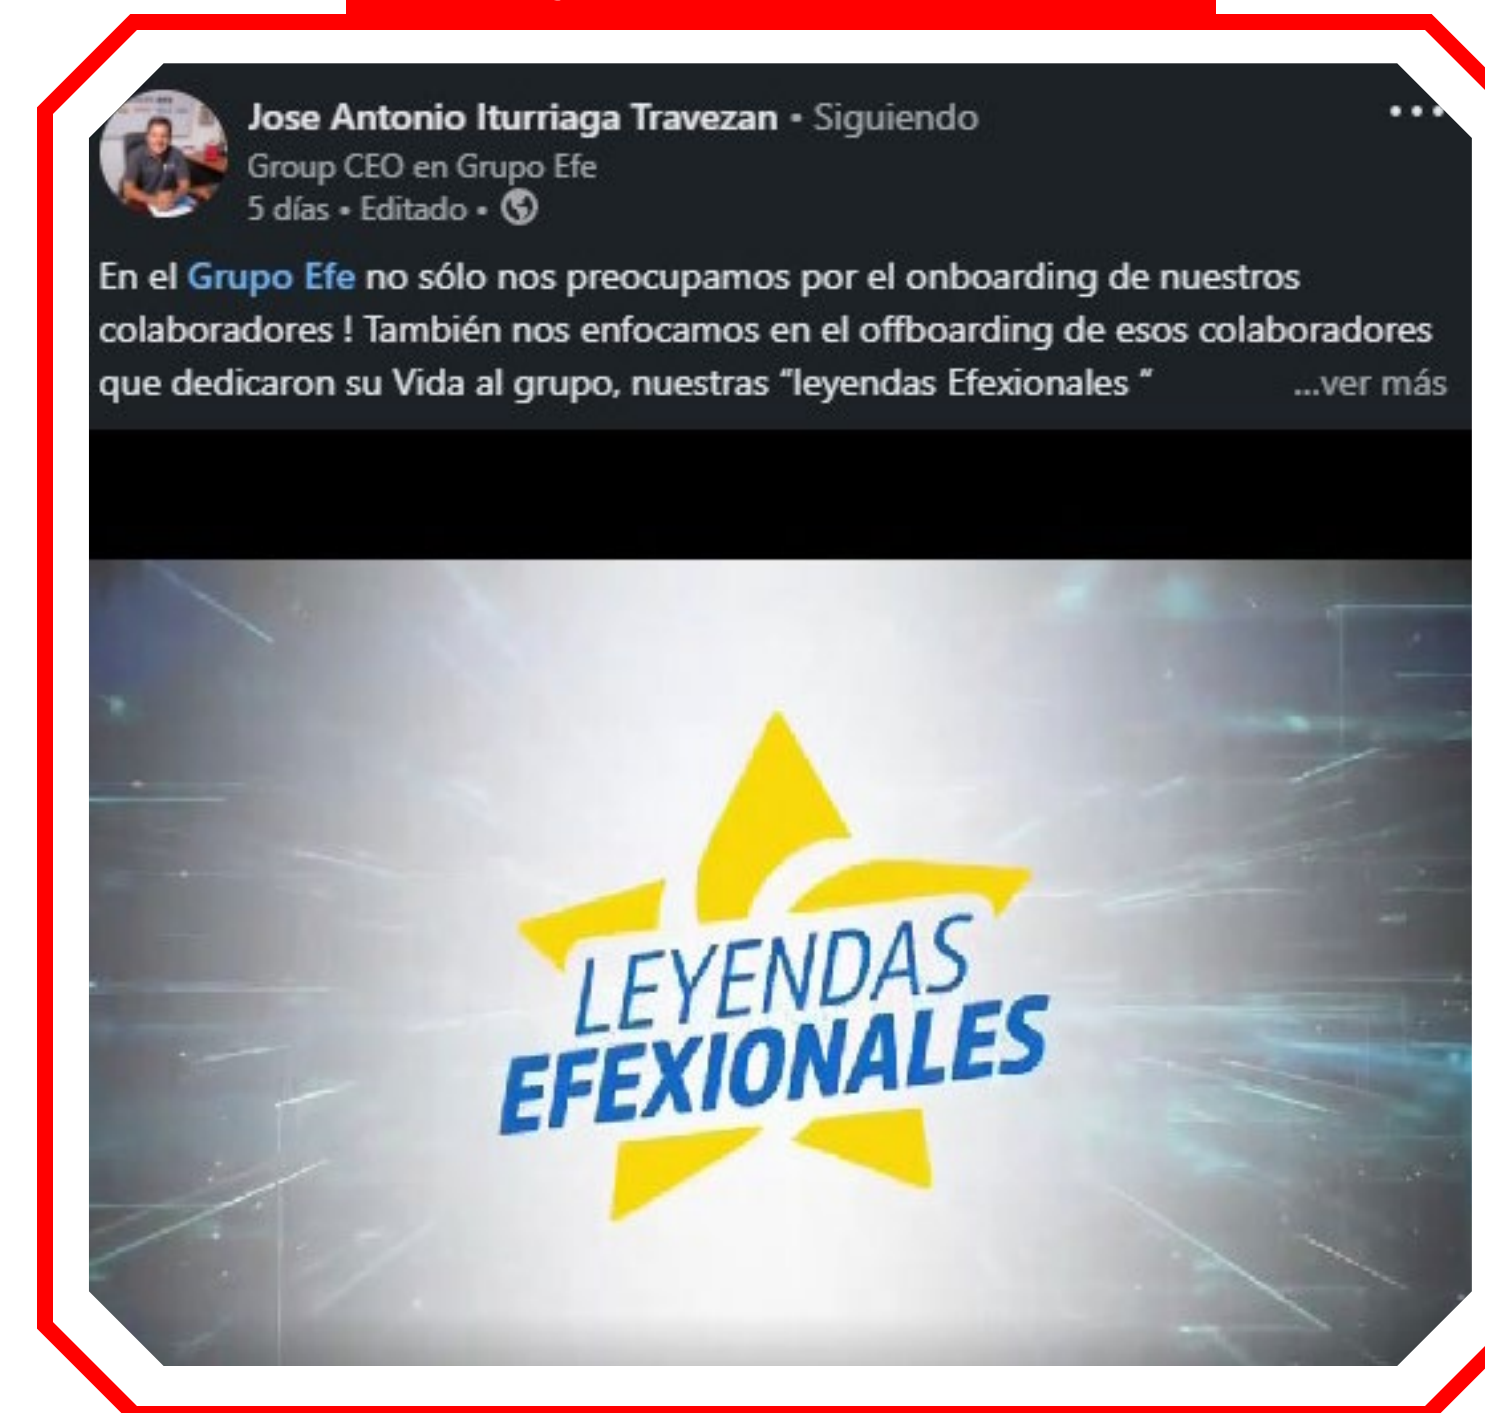 Jose Antonio Iturriaga Travezan • Siguiendo
Group CEO en Grupo Efe
5 días • Editado •
En el Grupo Efe no sólo nos preocupamos por el onboarding de nuestros
colaboradores ! También nos enfocamos en el offboarding de esos colaboradores
que dedicaron su Vida al grupo, nuestras “leyendas Efexionales “ ...ver más
LEYENDAS
EFEXIONALES